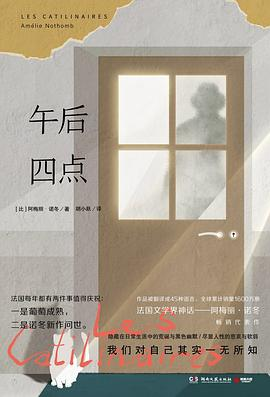 LES CATILINAIRES
Amélie Nothomb
午后
四点
[比] 阿梅丽·诺冬/著 胡小跃/译
作品被翻译成45种语言，全球累计销量1600万册
法国文学界神话——阿梅丽·诺冬
畅销代表作
法国每年都有两件事值得庆祝：
一是葡萄成熟，
二是诺冬新作问世。
隐藏在日常生活中的荒诞与黑色幽默/尽显人性的悲哀与软弱
我们对自己其实一无所知
Les
Catilinaires
湖南文艺出版社